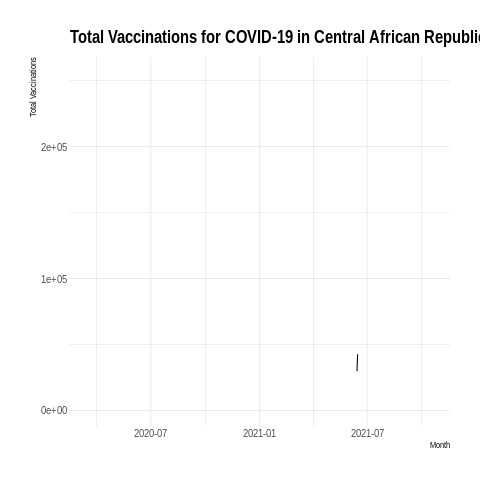 Total Vaccinations for COVID-19 in Central African Republi
Total Vaccinations
2e+05
1e+05
0e+00
2020-07 2021-01 2021-07
Month